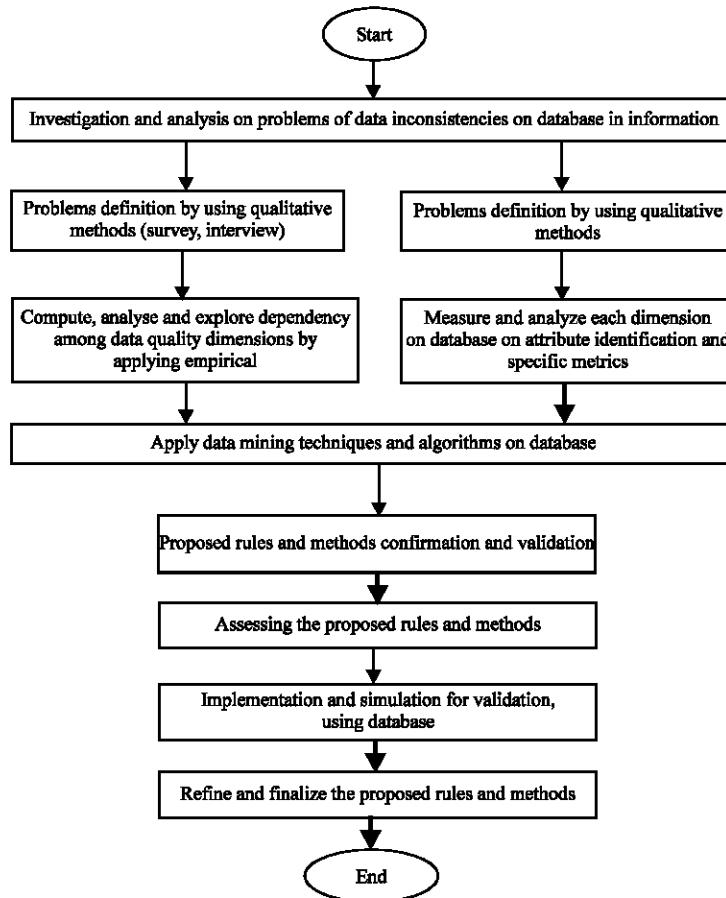 Start
Investigation and analysis on problems of data inconsistencies on database in information
Problems definition by using qualitative
methods (survey, interview)
Problems definition by using qualitative
methods
Compute, analyse and explore dependency
among data quality dimensions by
applying empirical
Measure and analyze each dimension
on database on attribute identification and
specific metrics
Apply data mining techniques and algorithms on database
Proposed rules and methods confirmation and validation
Assessing the proposed rules and methods
Implementation and simulation for validation,
using database
Refine and finalize the proposed rules and methods
End